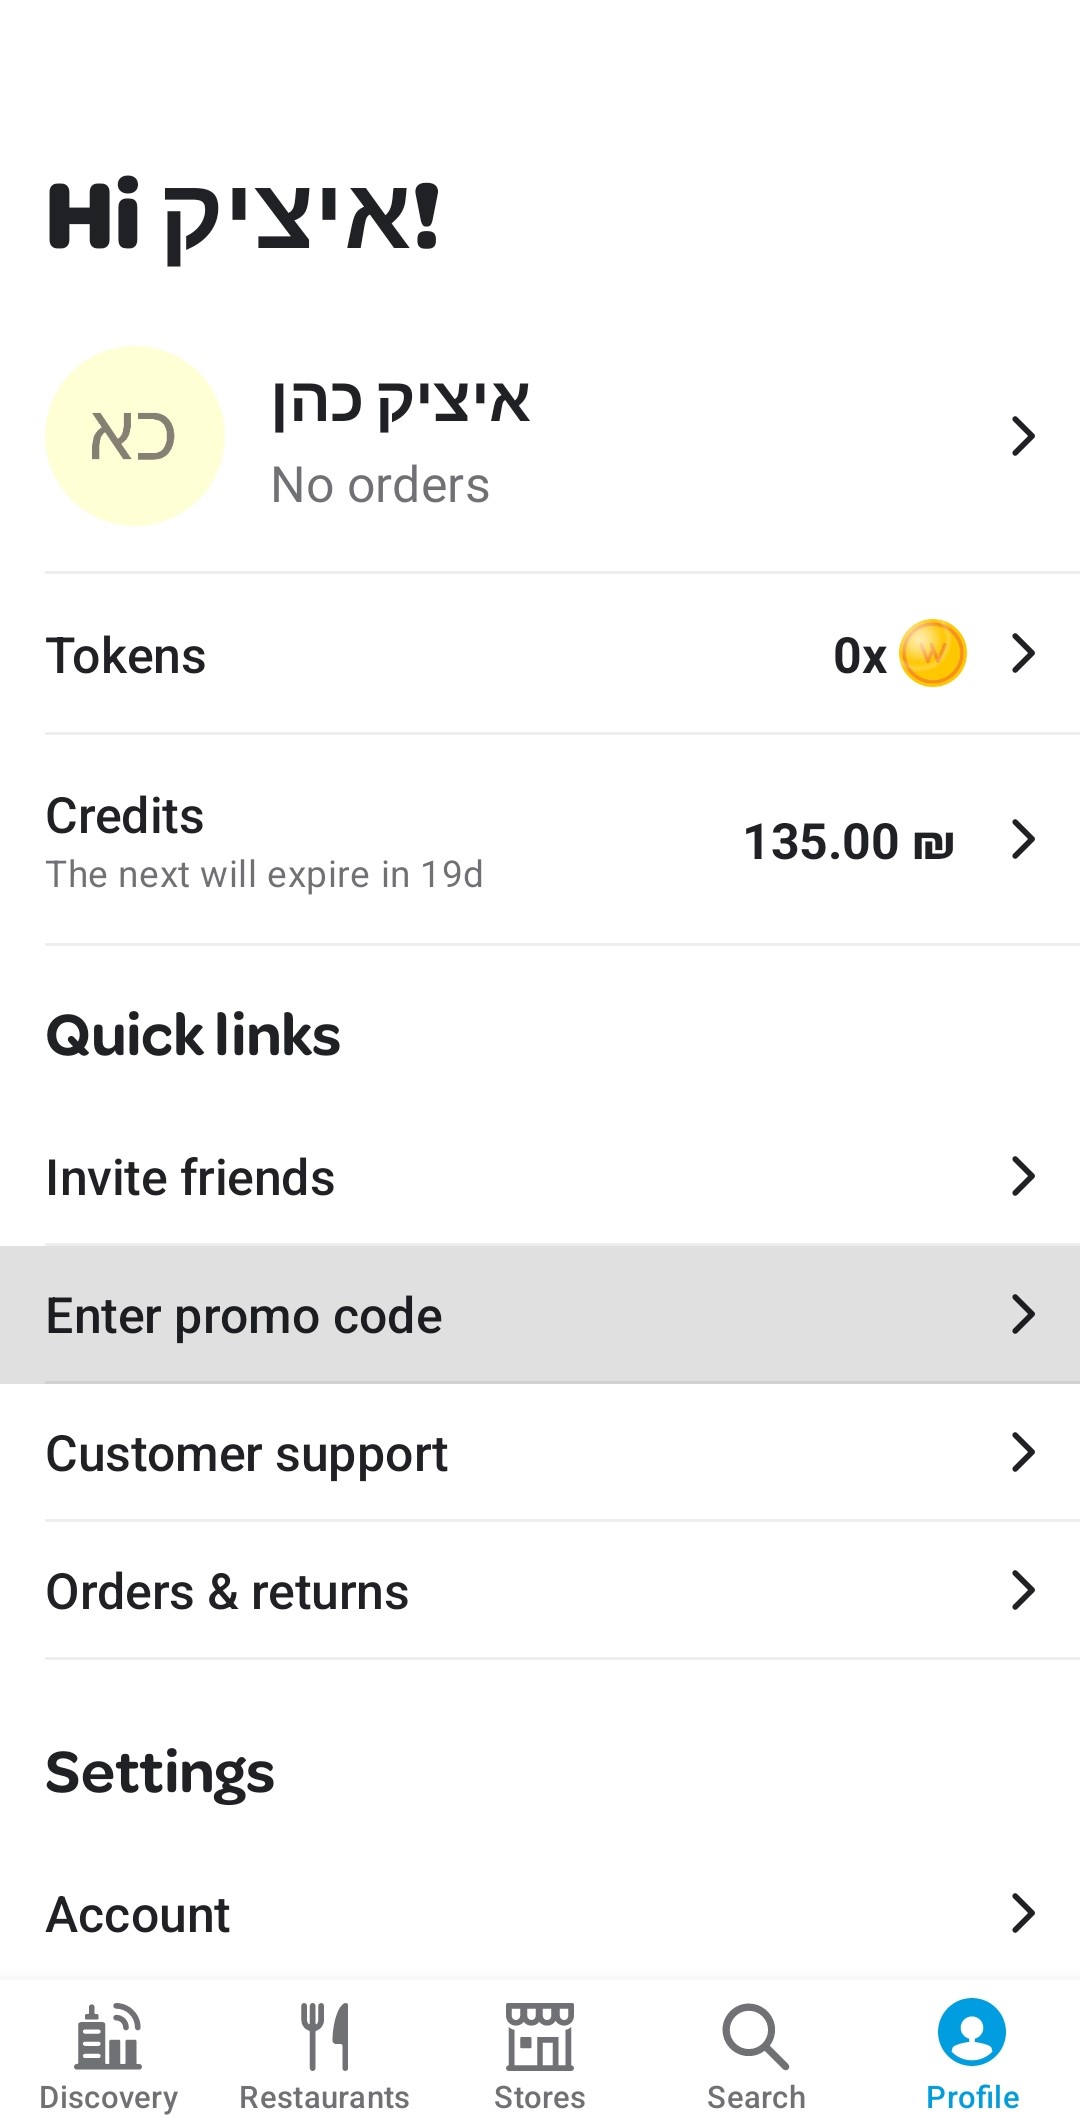 Hi איציק!
כא
איציק כהן
No orders
Tokens
0x W
Credits
135.00 ₪
The next will expire in 19d
Quick links
Invite friends
Enter promo code
Customer support
Orders & returns
Settings
Account
Discovery Restaurants Stores Search Profile